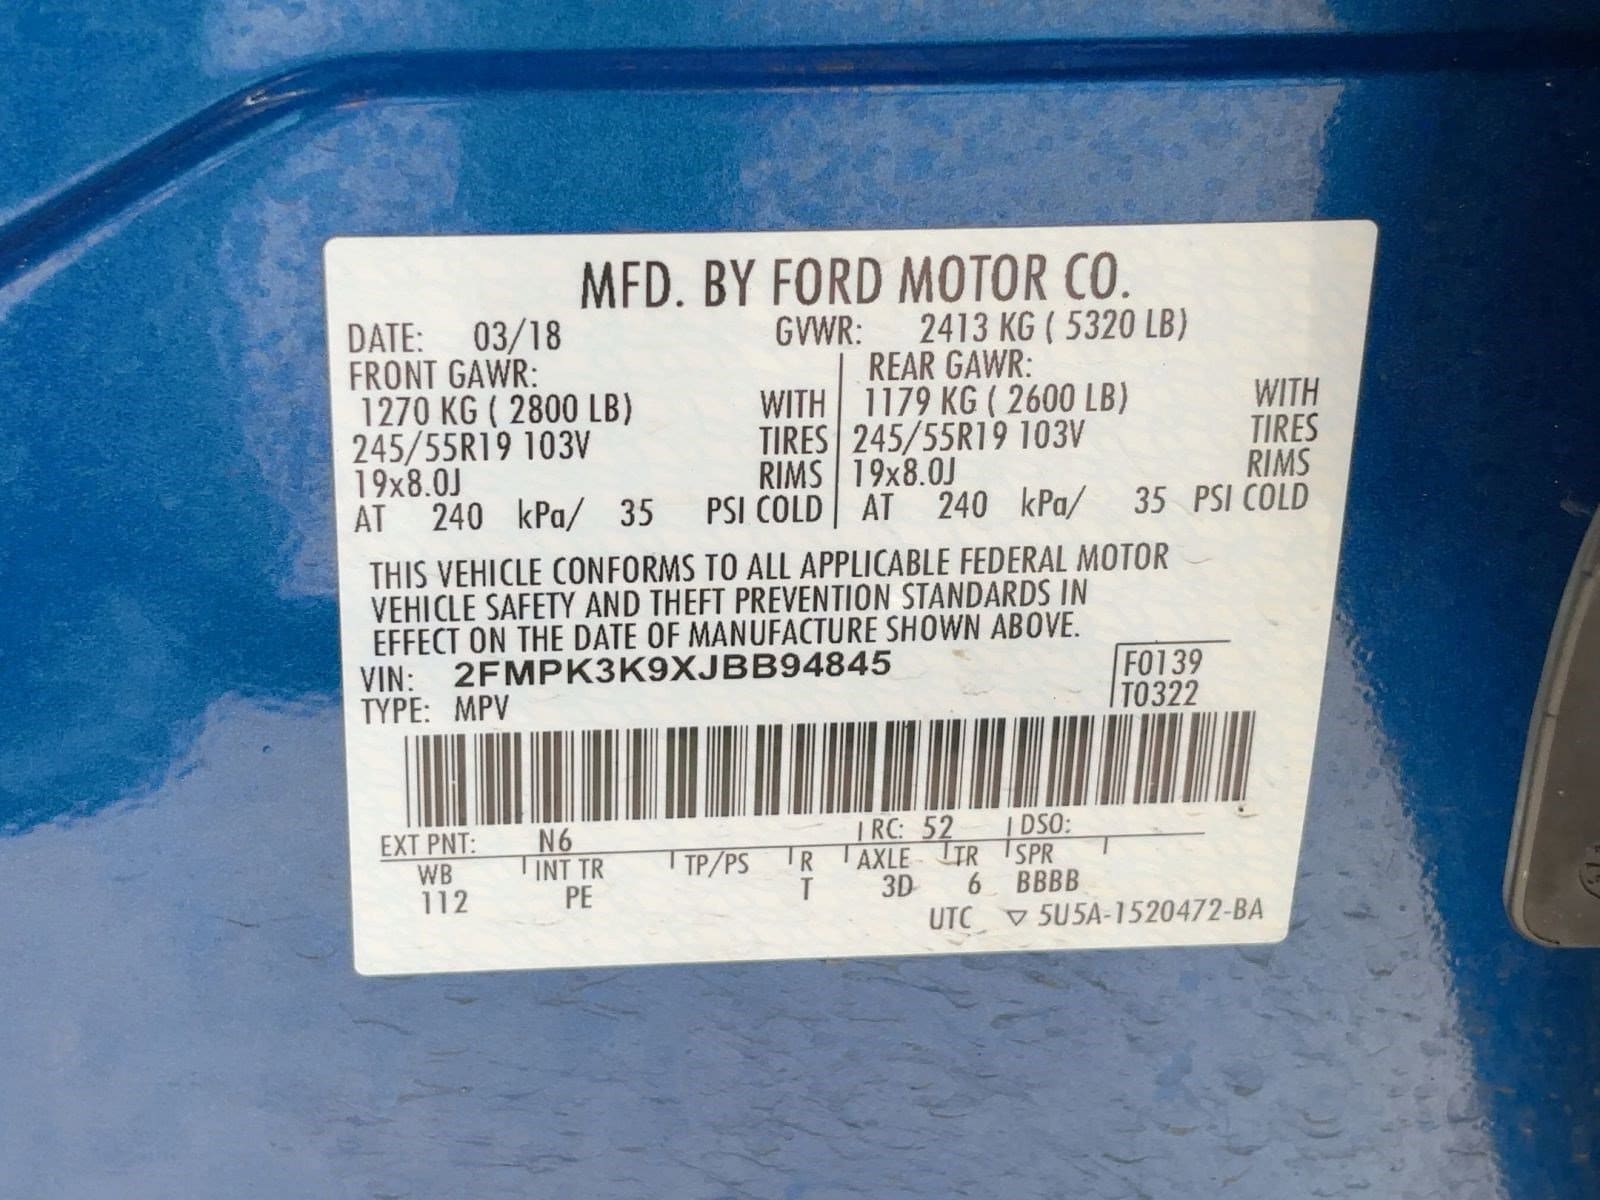 MFD. BY FORD MOTOR CO.
DATE: 03/18 GVWR: 2413 KG ( 5320 LB)
FRONT GAWR: REAR GAWR:
1270 KG ( 2800 LB) WITH 1179 KG ( 2600 LB) WITH
245/55R19 103V TIRES 245/55R19 103V TIRES
19x8.0J RIMS 19x8.0J RIMS
AT 240 kPa/ 35 PSI COLD AT 240 kPa/ 35 PSI COLD
THIS VEHICLE CONFORMS TO ALL APPLICABLE FEDERAL MOTOR
VEHICLE SAFETY AND THEFT PREVENTION STANDARDS IN
EFFECT ON THE DATE OF MANUFACTURE SHOWN ABOVE.
VIN: 2FMPK3K9XJBB94845 F0139
TYPE: MPV T0322
EXT PNT: N6 RC: 52 DSO:
WB INT TR TP/PS R AXLE TR SPR
112 PE T 3D 6 BBBB
UTC ▽ 5U5A-1520472-BA